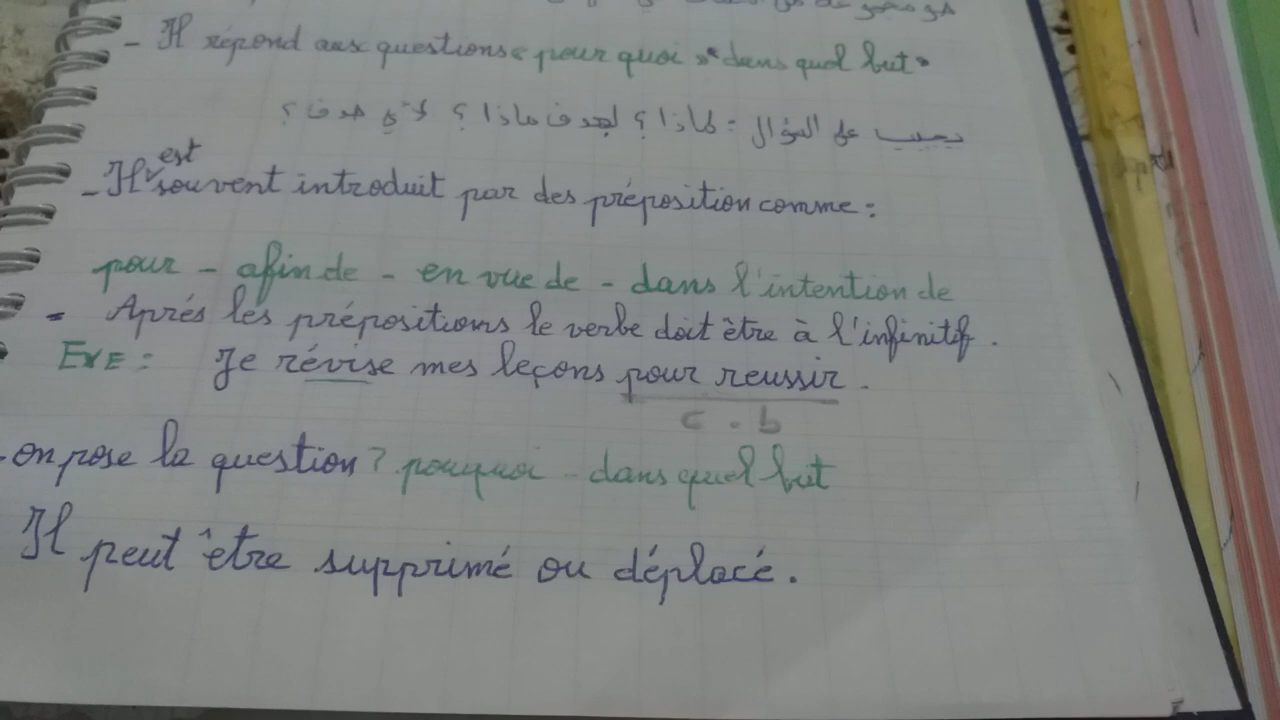 - Il répond aux questions « pour quoi » « dans quel but »
يجيب على السؤال : لماذا ؟ لهدف ماذا ؟ لأي هدف ؟
- Il est souvent introduit par des préposition comme :
pour - afin de - en vue de - dans l'intention de
- Aprés les prépositions le verbe doit être à l'infinitif.
EXE : Je révise mes leçons pour reussir.
c . b
- on pose la question ? pouquoi - dans quel but
Il peut être supprimé ou déplacé.